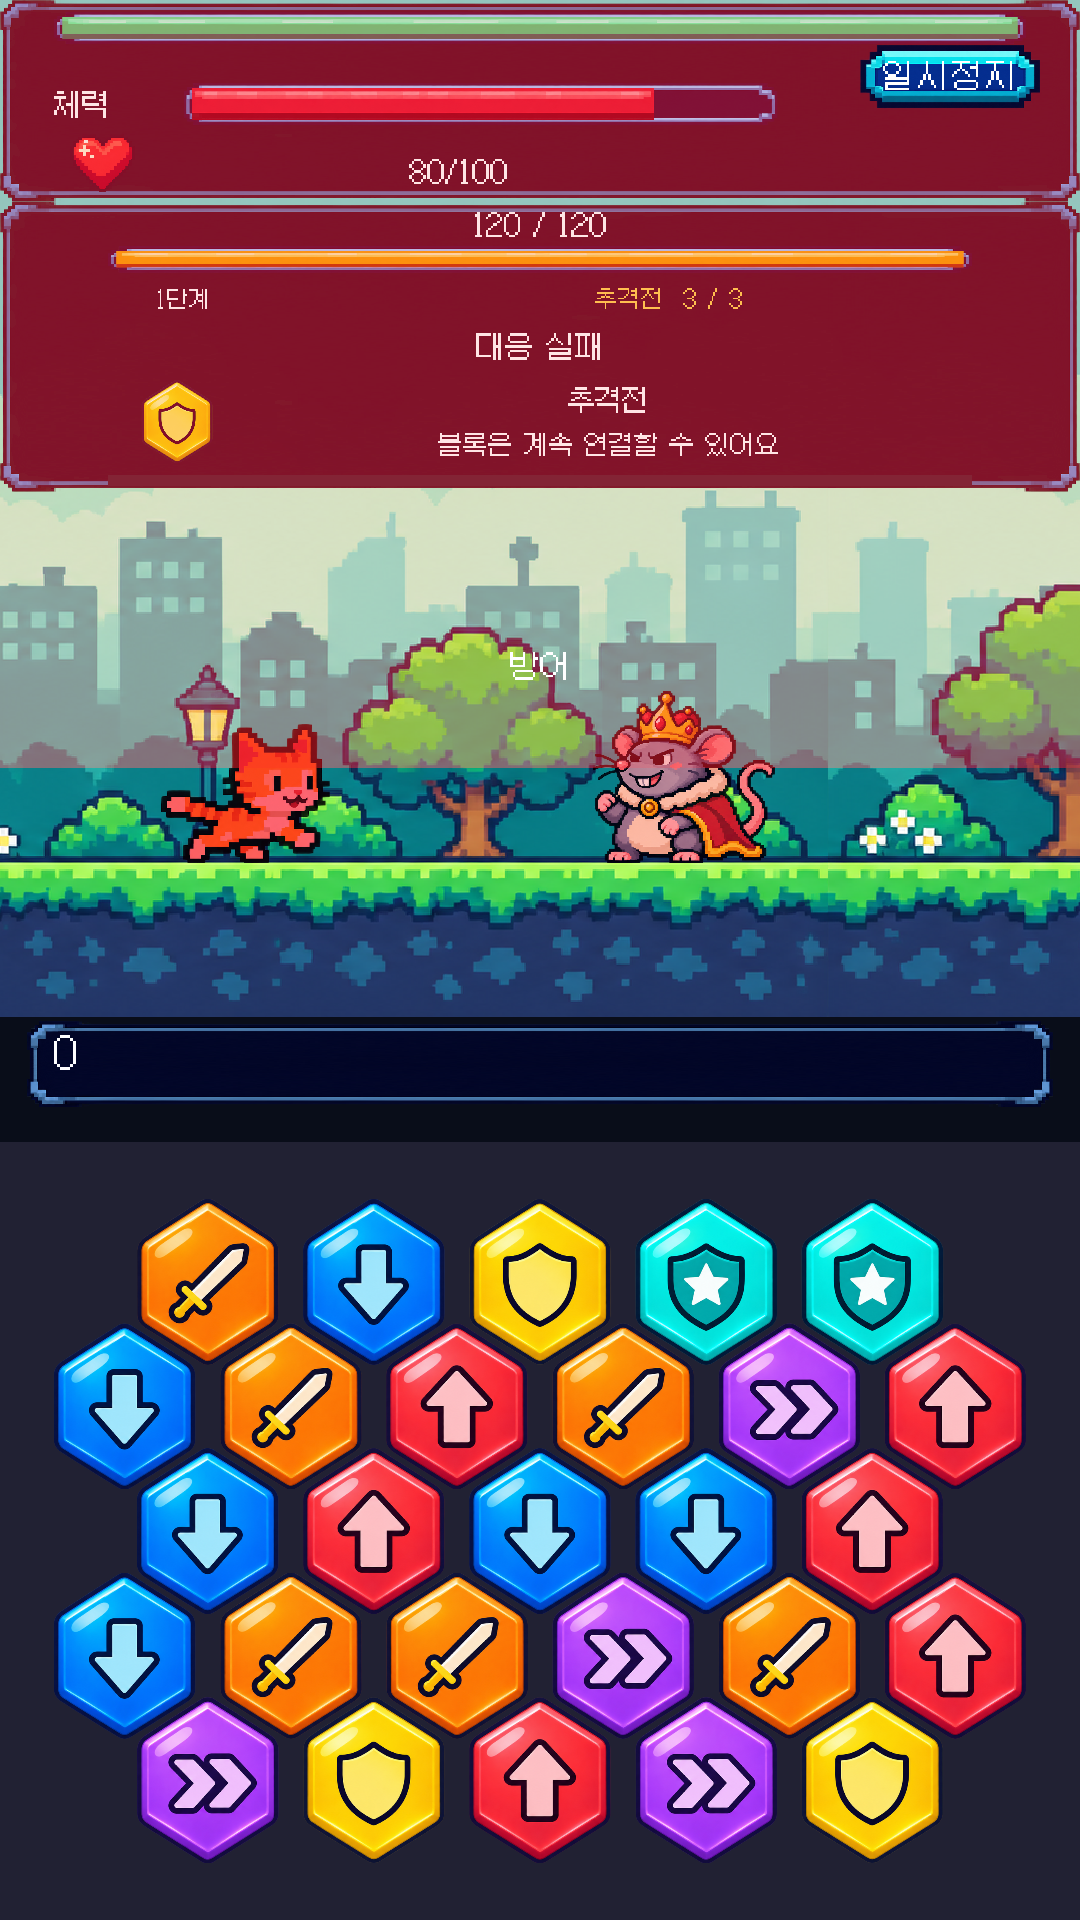 일시정지
체력
80/100
120 / 120
1단계
추격전 3 / 3
대응 실패
추격전
블록은 계속 연결할 수 있어요
방어
0